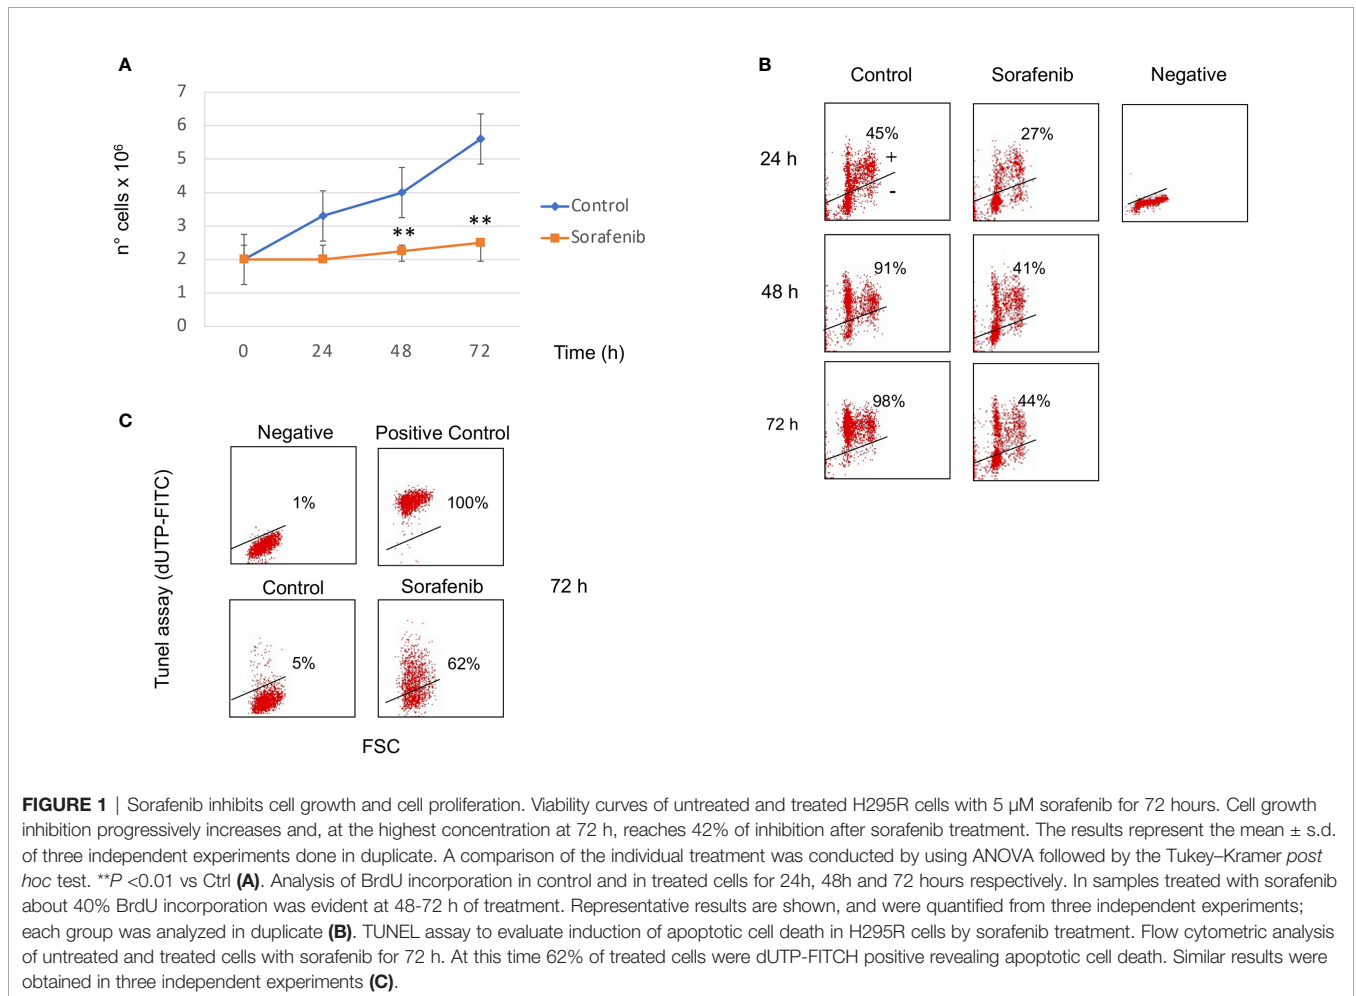 A
7
6
5
4
3
2
1
0
n° cells x 10⁶
0 24 48 72 Time (h)
**
**
Control
Sorafenib
B
Control Sorafenib Negative
24 h
45%
+
-
27%
48 h
91%
41%
72 h
98%
44%
C
Negative Positive Control
1%
100%
Control Sorafenib
72 h
5%
62%
Tunel assay (dUTP-FITC)
FSC
FIGURE 1 | Sorafenib inhibits cell growth and cell proliferation. Viability curves of untreated and treated H295R cells with 5 µM sorafenib for 72 hours. Cell growth
inhibition progressively increases and, at the highest concentration at 72 h, reaches 42% of inhibition after sorafenib treatment. The results represent the mean ± s.d.
of three independent experiments done in duplicate. A comparison of the individual treatment was conducted by using ANOVA followed by the Tukey–Kramer post
hoc test. **P <0.01 vs Ctrl (A). Analysis of BrdU incorporation in control and in treated cells for 24h, 48h and 72 hours respectively. In samples treated with sorafenib
about 40% BrdU incorporation was evident at 48-72 h of treatment. Representative results are shown, and were quantified from three independent experiments;
each group was analyzed in duplicate (B). TUNEL assay to evaluate induction of apoptotic cell death in H295R cells by sorafenib treatment. Flow cytometric analysis
of untreated and treated cells with sorafenib for 72 h. At this time 62% of treated cells were dUTP-FITCH positive revealing apoptotic cell death. Similar results were
obtained in three independent experiments (C).